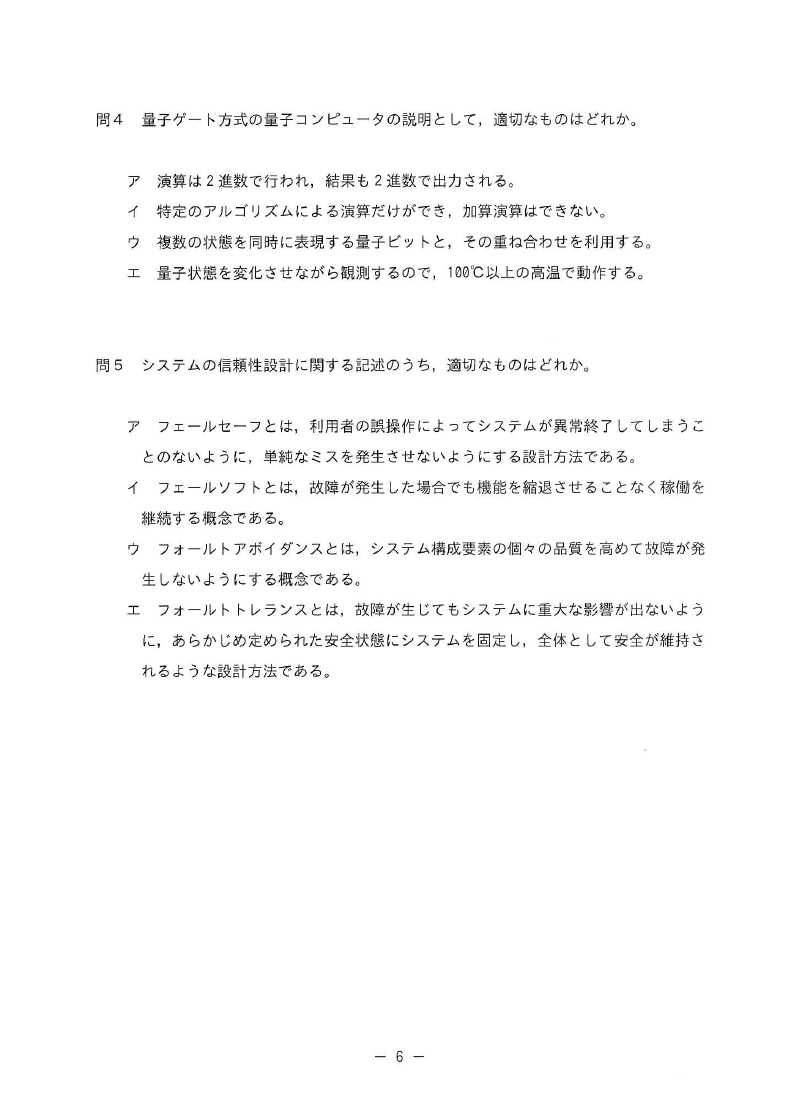 問4　量子ゲート方式の量子コンピュータの説明として，適切なものはどれか。
ア　演算は2進数で行われ，結果も2進数で出力される。
イ　特定のアルゴリズムによる演算だけができ，加算演算はできない。
ウ　複数の状態を同時に表現する量子ビットと，その重ね合わせを利用する。
エ　量子状態を変化させながら観測するので，100℃以上の高温で動作する。
問5　システムの信頼性設計に関する記述のうち，適切なものはどれか。
ア　フェールセーフとは，利用者の誤操作によってシステムが異常終了してしまうこ
とのないように，単純なミスを発生させないようにする設計方法である。
イ　フェールソフトとは，故障が発生した場合でも機能を縮退させることなく稼働を
継続する概念である。
ウ　フォールトアボイダンスとは，システム構成要素の個々の品質を高めて故障が発
生しないようにする概念である。
エ　フォールトトレランスとは，故障が生じてもシステムに重大な影響が出ないよう
に，あらかじめ定められた安全状態にシステムを固定し，全体として安全が維持さ
れるような設計方法である。
－ 6 －